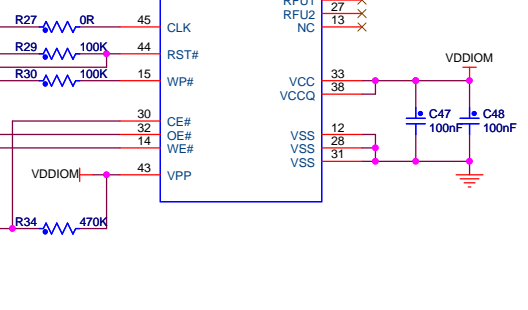 RFU1
RFU2 27
NC 13
R27 0R 45 CLK
R29 100K 44 RST#
R30 100K 15 WP#
VDDIOM
VCC 33
VCCQ 38
C47 100nF
C48 100nF
30 CE#
32 OE#
14 WE#
VSS 12
VSS 28
VSS 31
VDDIOM 43 VPP
R34 470K